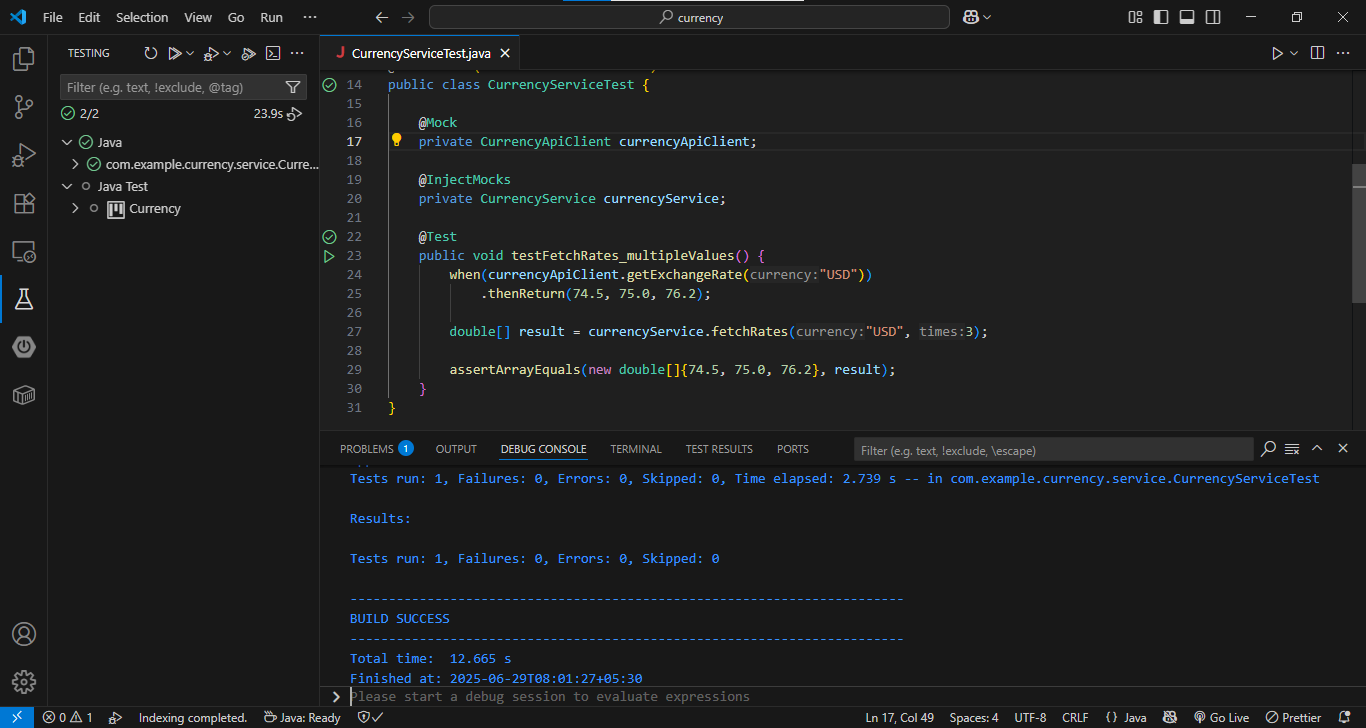 File Edit Selection View Go Run ··· currency
TESTING
Filter (e.g. text, !exclude, @tag)
2/2 23.9s
Java
com.example.currency.service.Curre...
Java Test
Currency
J CurrencyServiceTest.java
14 public class CurrencyServiceTest {
15
16 @Mock
17 private CurrencyApiClient currencyApiClient;
18
19 @InjectMocks
20 private CurrencyService currencyService;
21
22 @Test
23 public void testFetchRates_multipleValues() {
24 when(currencyApiClient.getExchangeRate(currency:"USD"))
25 .thenReturn(74.5, 75.0, 76.2);
26
27 double[] result = currencyService.fetchRates(currency:"USD", times:3);
28
29 assertArrayEquals(new double[]{74.5, 75.0, 76.2}, result);
30 }
31 }
PROBLEMS 1 OUTPUT DEBUG CONSOLE TERMINAL TEST RESULTS PORTS Filter (e.g. text, !exclude, \escape)
Tests run: 1, Failures: 0, Errors: 0, Skipped: 0, Time elapsed: 2.739 s -- in com.example.currency.service.CurrencyServiceTest
Results:
Tests run: 1, Failures: 0, Errors: 0, Skipped: 0
------------------------------------------------------------------------
BUILD SUCCESS
------------------------------------------------------------------------
Total time:  12.665 s
Finished at: 2025-06-29T08:01:27+05:30
Please start a debug session to evaluate expressions
0 1 Indexing completed. Java: Ready Ln 17, Col 49 Spaces: 4 UTF-8 CRLF {} Java Go Live Prettier